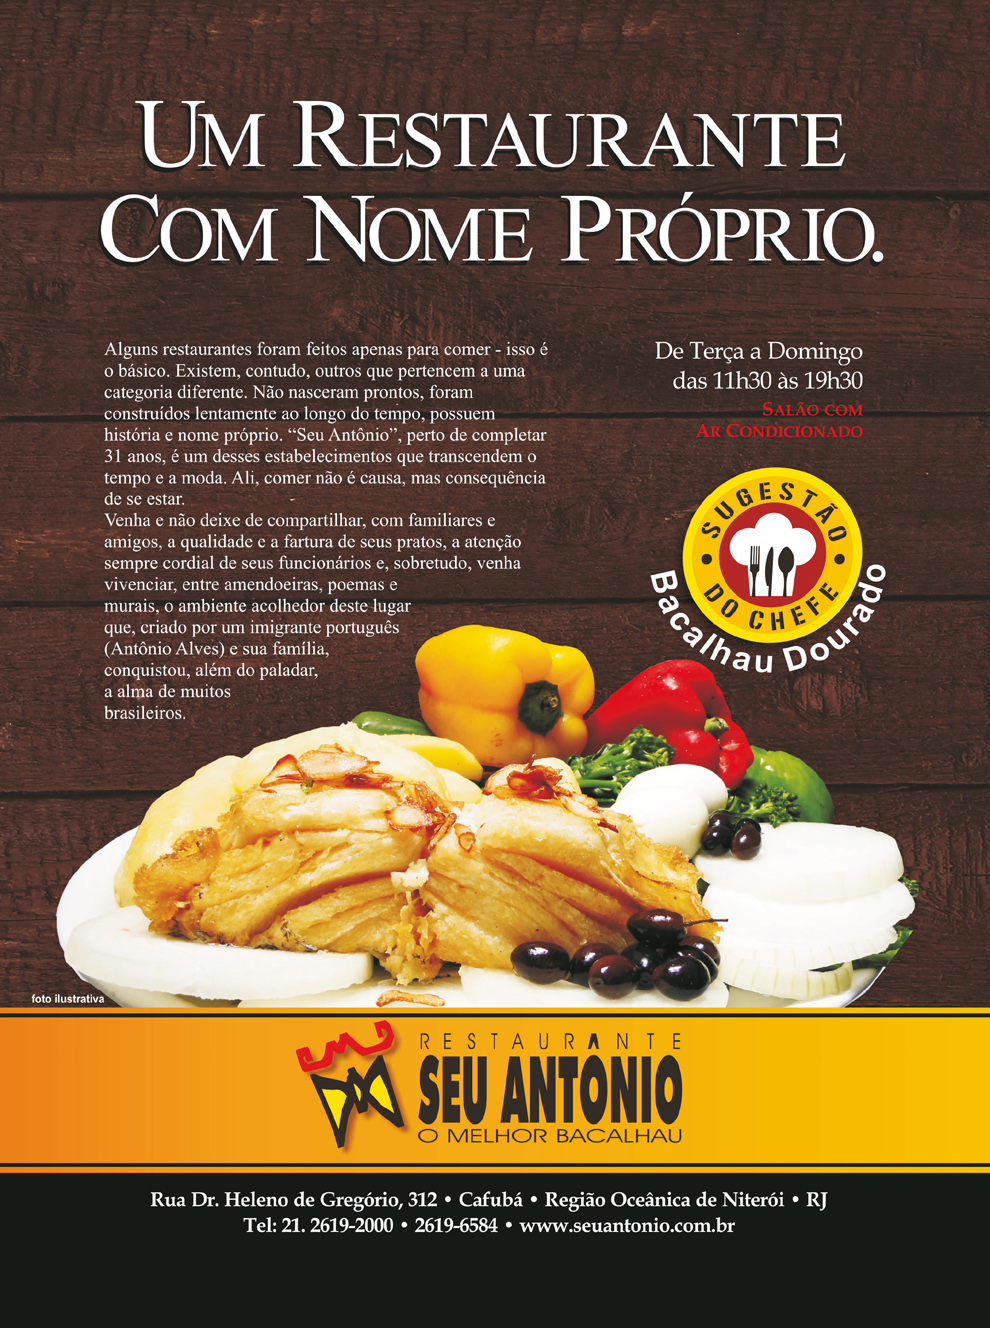 UM RESTAURANTE
COM NOME PRÓPRIO.
Alguns restaurantes foram feitos apenas para comer - isso é
o básico. Existem, contudo, outros que pertencem a uma
categoria diferente. Não nasceram prontos, foram
construídos lentamente ao longo do tempo, possuem
história e nome próprio. “Seu Antônio”, perto de completar
31 anos, é um desses estabelecimentos que transcendem o
tempo e a moda. Ali, comer não é causa, mas consequência
de se estar.
Venha e não deixe de compartilhar, com familiares e
amigos, a qualidade e a fartura de seus pratos, a atenção
sempre cordial de seus funcionários e, sobretudo, venha
vivenciar, entre amendoeiras, poemas e
murais, o ambiente acolhedor deste lugar
que, criado por um imigrante português
(Antônio Alves) e sua família,
conquistou, além do paladar,
a alma de muitos
brasileiros.
De Terça a Domingo
das 11h30 às 19h30
SALÃO COM
AR CONDICIONADO
SUGESTÃO
DO CHEFE
Bacalhau Dourado
foto ilustrativa
RESTAURANTE
SEU ANTÔNIO
O MELHOR BACALHAU
Rua Dr. Heleno de Gregório, 312 • Cafubá • Região Oceânica de Niterói • RJ
Tel: 21. 2619-2000 • 2619-6584 • www.seuantonio.com.br